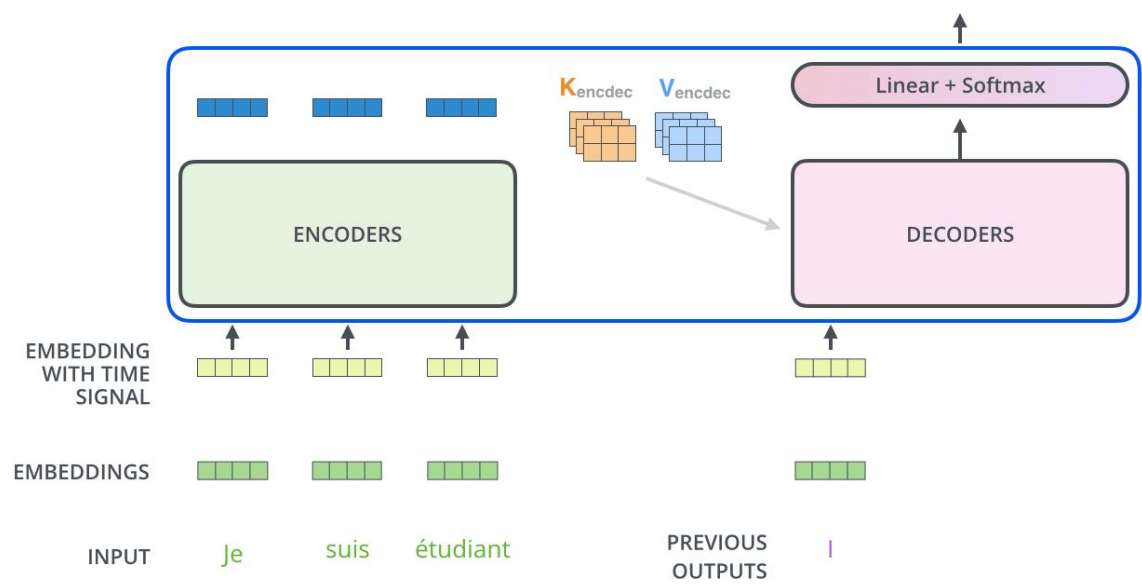 Linear + Softmax
Kencdec
Vencdec
ENCODERS
DECODERS
EMBEDDING
WITH TIME
SIGNAL
EMBEDDINGS
INPUT
Je
suis
étudiant
PREVIOUS
OUTPUTS
I